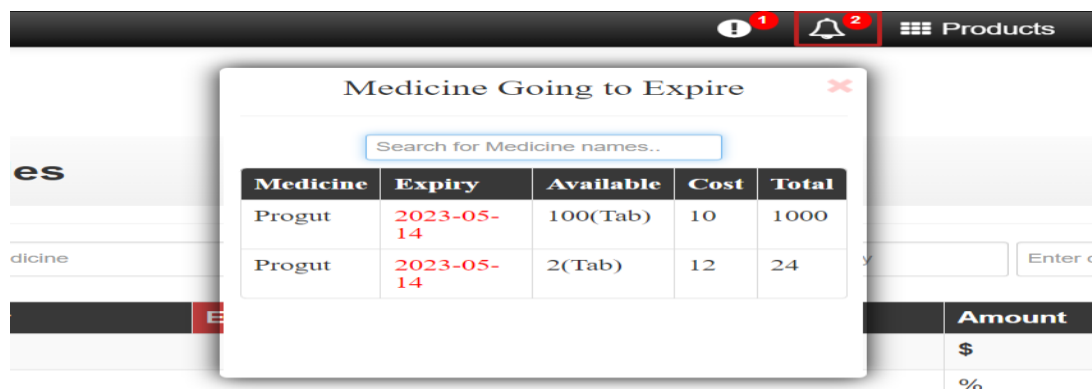 1 2 Products
Medicine Going to Expire
Search for Medicine names..
es
Medicine Expiry Available Cost Total
Progut 2023-05- 100(Tab) 10 1000
14
dicine Enter
Progut 2023-05- 2(Tab) 12 24
14
E Amount
$
%